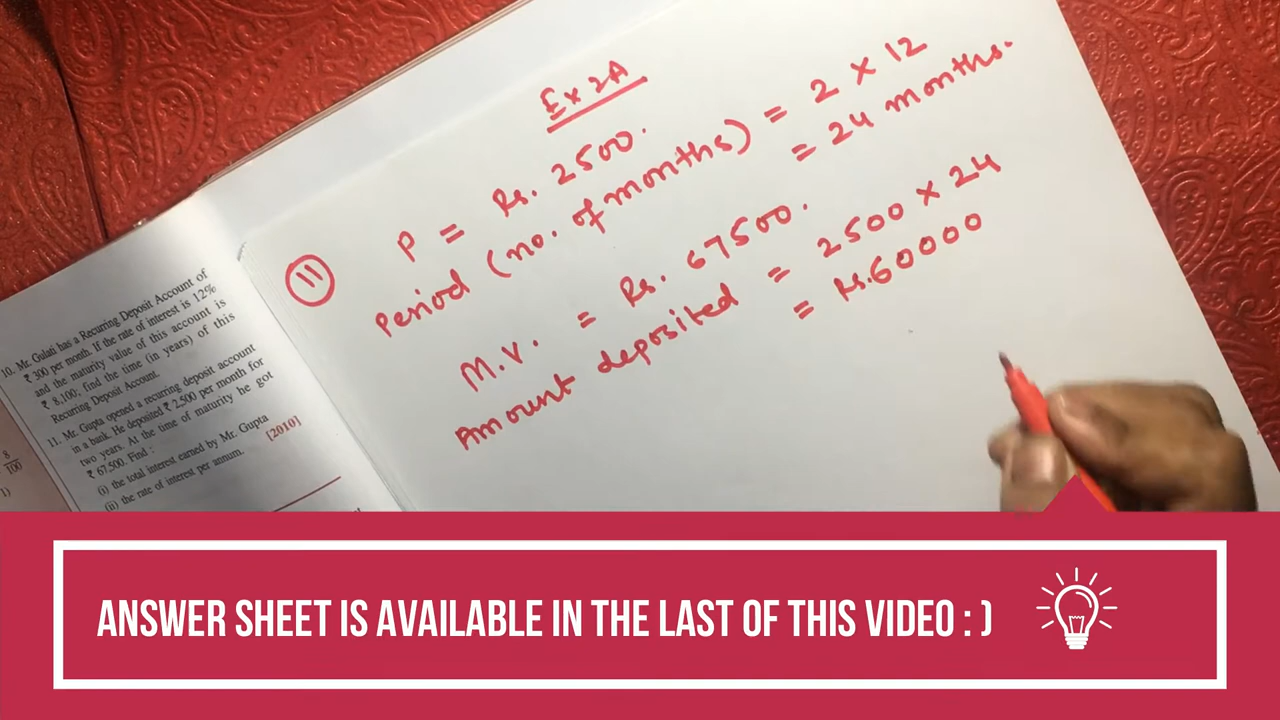 Ex 2A
11 P = Rs. 2500.
Period (no. of months) = 2 × 12
= 24 months.
M.V. = Rs. 67500.
Amount deposited = 2500 × 24
= Rs. 60000
10. Mr. Gulati has a Recurring Deposit Account of
₹ 300 per month. If the rate of interest is 12%
and the maturity value of this account is
₹ 8,100; find the time (in years) of this
Recurring Deposit Account.
11. Mr. Gupta opened a recurring deposit account
in a bank. He deposited ₹ 2,500 per month for
two years. At the time of maturity he got
₹ 67,500. Find :
(i) the total interest earned by Mr. Gupta
(ii) the rate of interest per annum. [2010]
8
100
1)
ANSWER SHEET IS AVAILABLE IN THE LAST OF THIS VIDEO : )